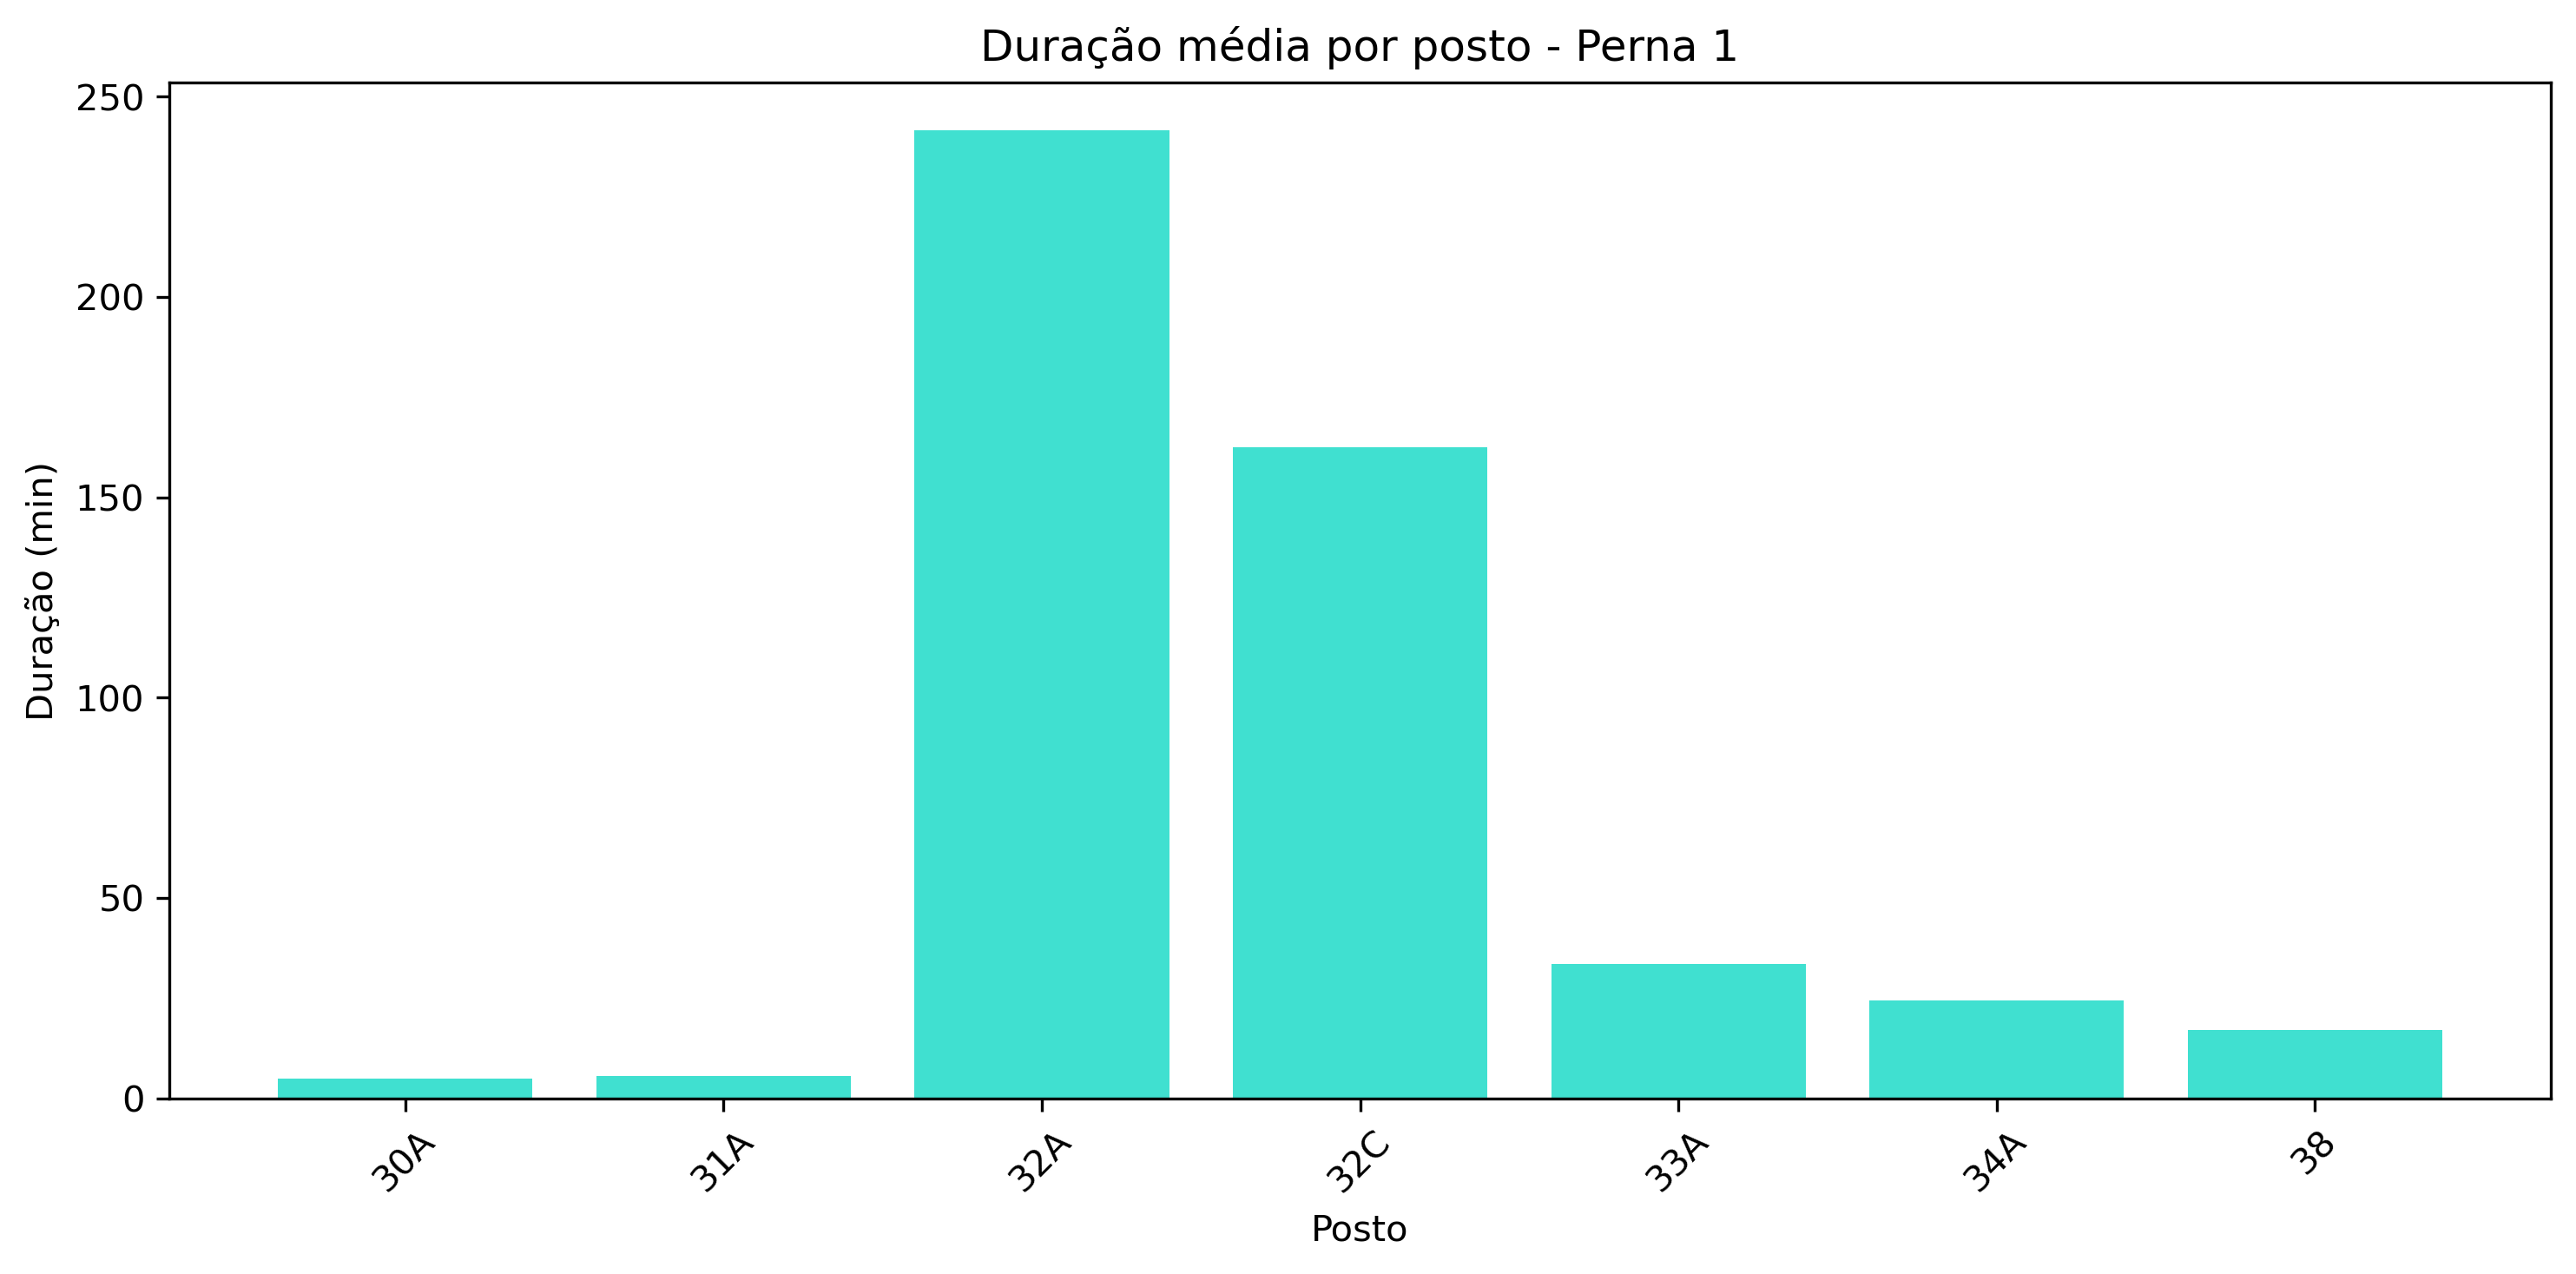 Duração média por posto - Perna 1
Duração (min)
250
200
150
100
50
0
30A
31A
32A
32C
33A
34A
38
Posto